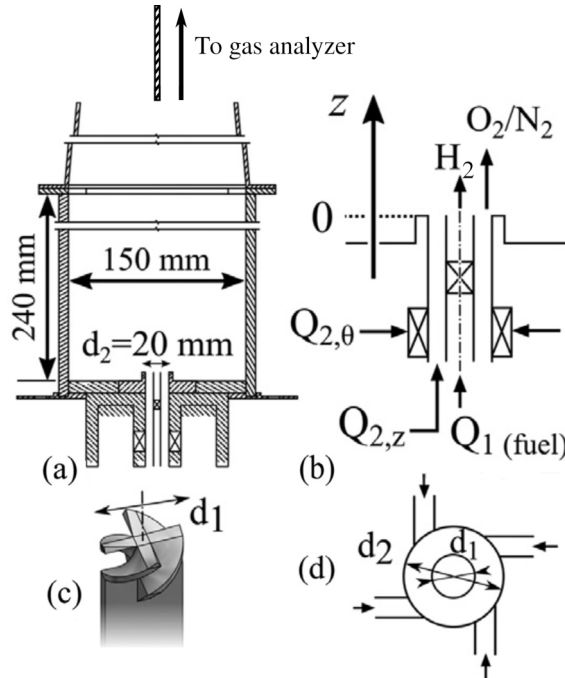 To gas analyzer
240 mm
150 mm
d₂=20 mm
(a)
z
O₂/N₂
H₂
0
Q₂,θ
Q₂,z
Q₁ (fuel)
(b)
d1
(c)
d2
d1
(d)